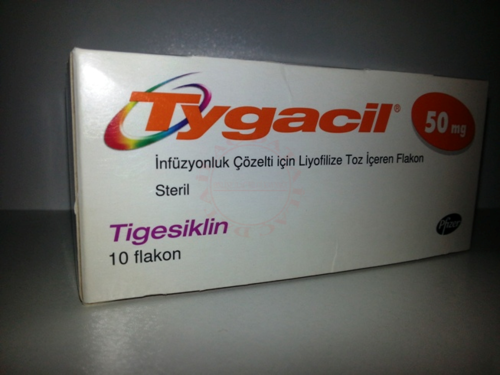 Tygacil® 50 mg
İnfüzyonluk Çözelti için Liyofilize Toz İçeren Flakon
Steril
Tigesiklin
10 flakon
Pfizer